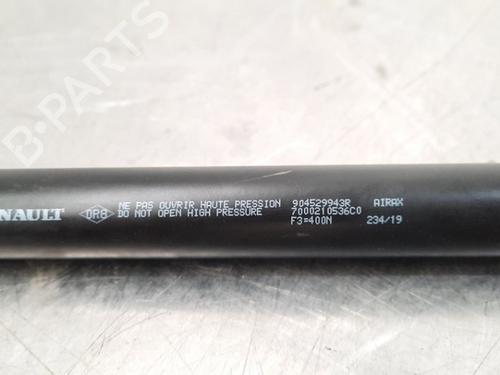 B-PARTS
NAULT DPB NE PAS OUVRIR HAUTE PRESSION 904529943R AIRAX
DO NOT OPEN HIGH PRESSURE 7000210536C0
F3=400N 234/19